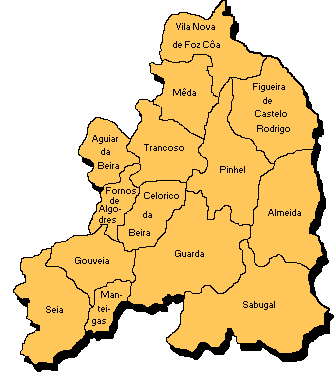 Vila Nova
de Foz Côa
Mêda
Figueira
de
Castelo
Rodrigo
Aguiar
da
Beira
Trancoso
Pinhel
Fornos
de
Algo-
dres
Celorico
da
Beira
Almeida
Guarda
Gouveia
Seia
Man-
tei-
gas
Sabugal